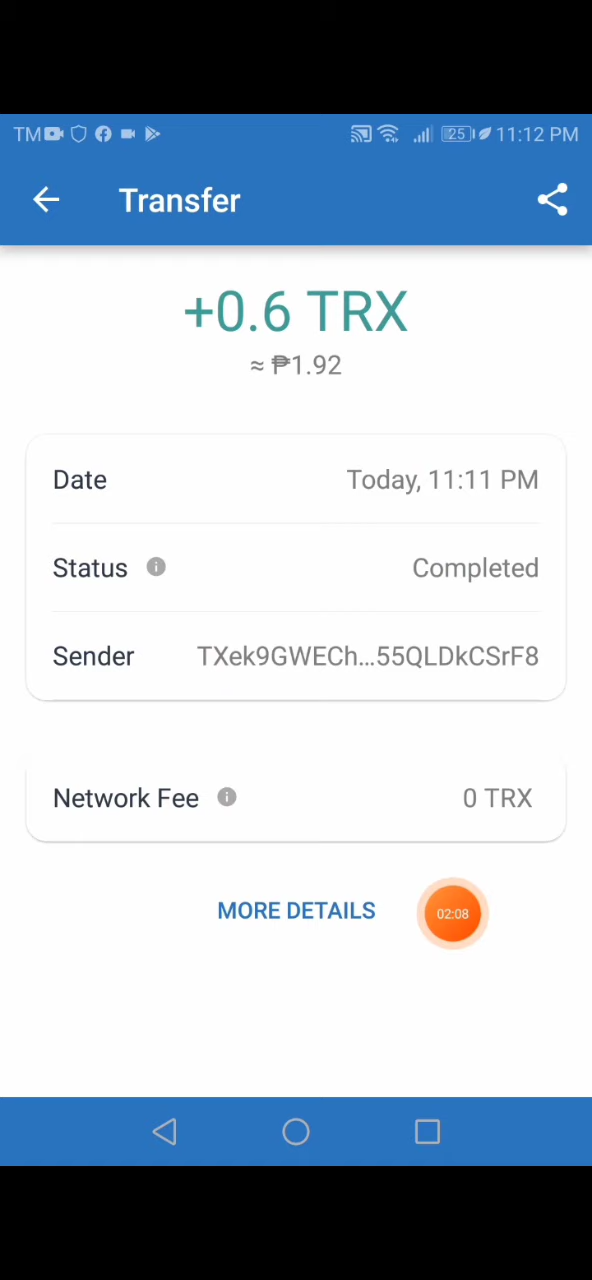 TM 25 11:12 PM
Transfer
+0.6 TRX
≈ ₱1.92
Date Today, 11:11 PM
Status Completed
Sender TXek9GWECh...55QLDkCSrF8
Network Fee 0 TRX
MORE DETAILS 02:08